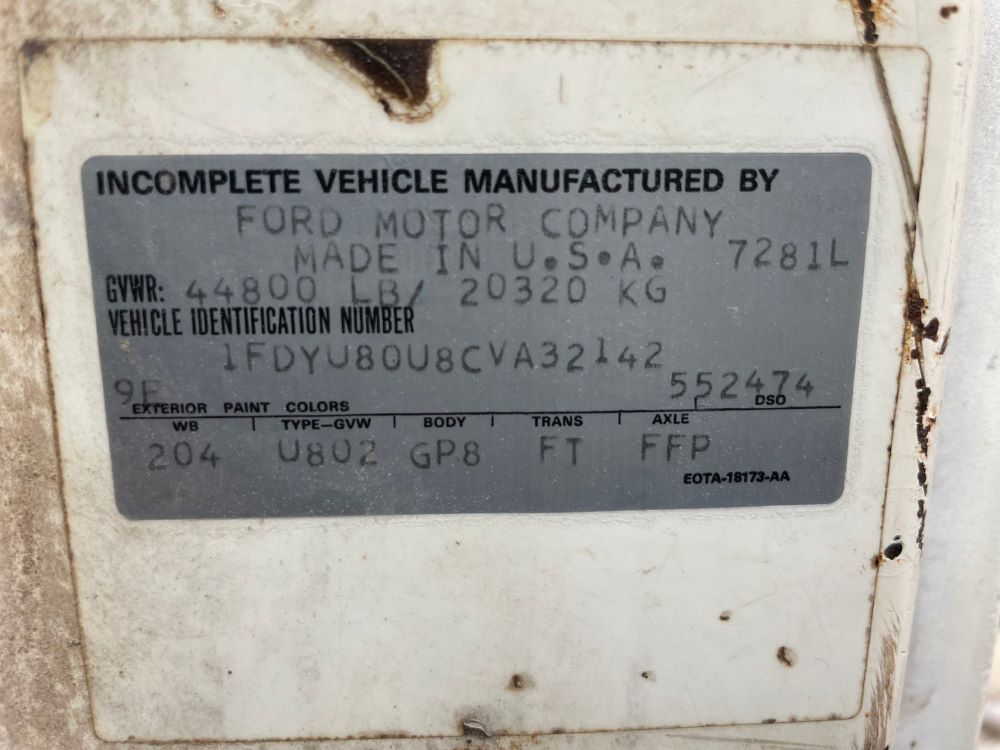 INCOMPLETE VEHICLE MANUFACTURED BY
FORD MOTOR COMPANY
MADE IN U.S.A. 7281L
GVWR: 44800 LB/ 20320 KG
VEHICLE IDENTIFICATION NUMBER
1FDYU80U8CVA32142
552474
EXTERIOR PAINT COLORS DSO
WB TYPE-GVW BODY TRANS AXLE
204 U802 GP8 FT FFP
EOTA-18173-AA